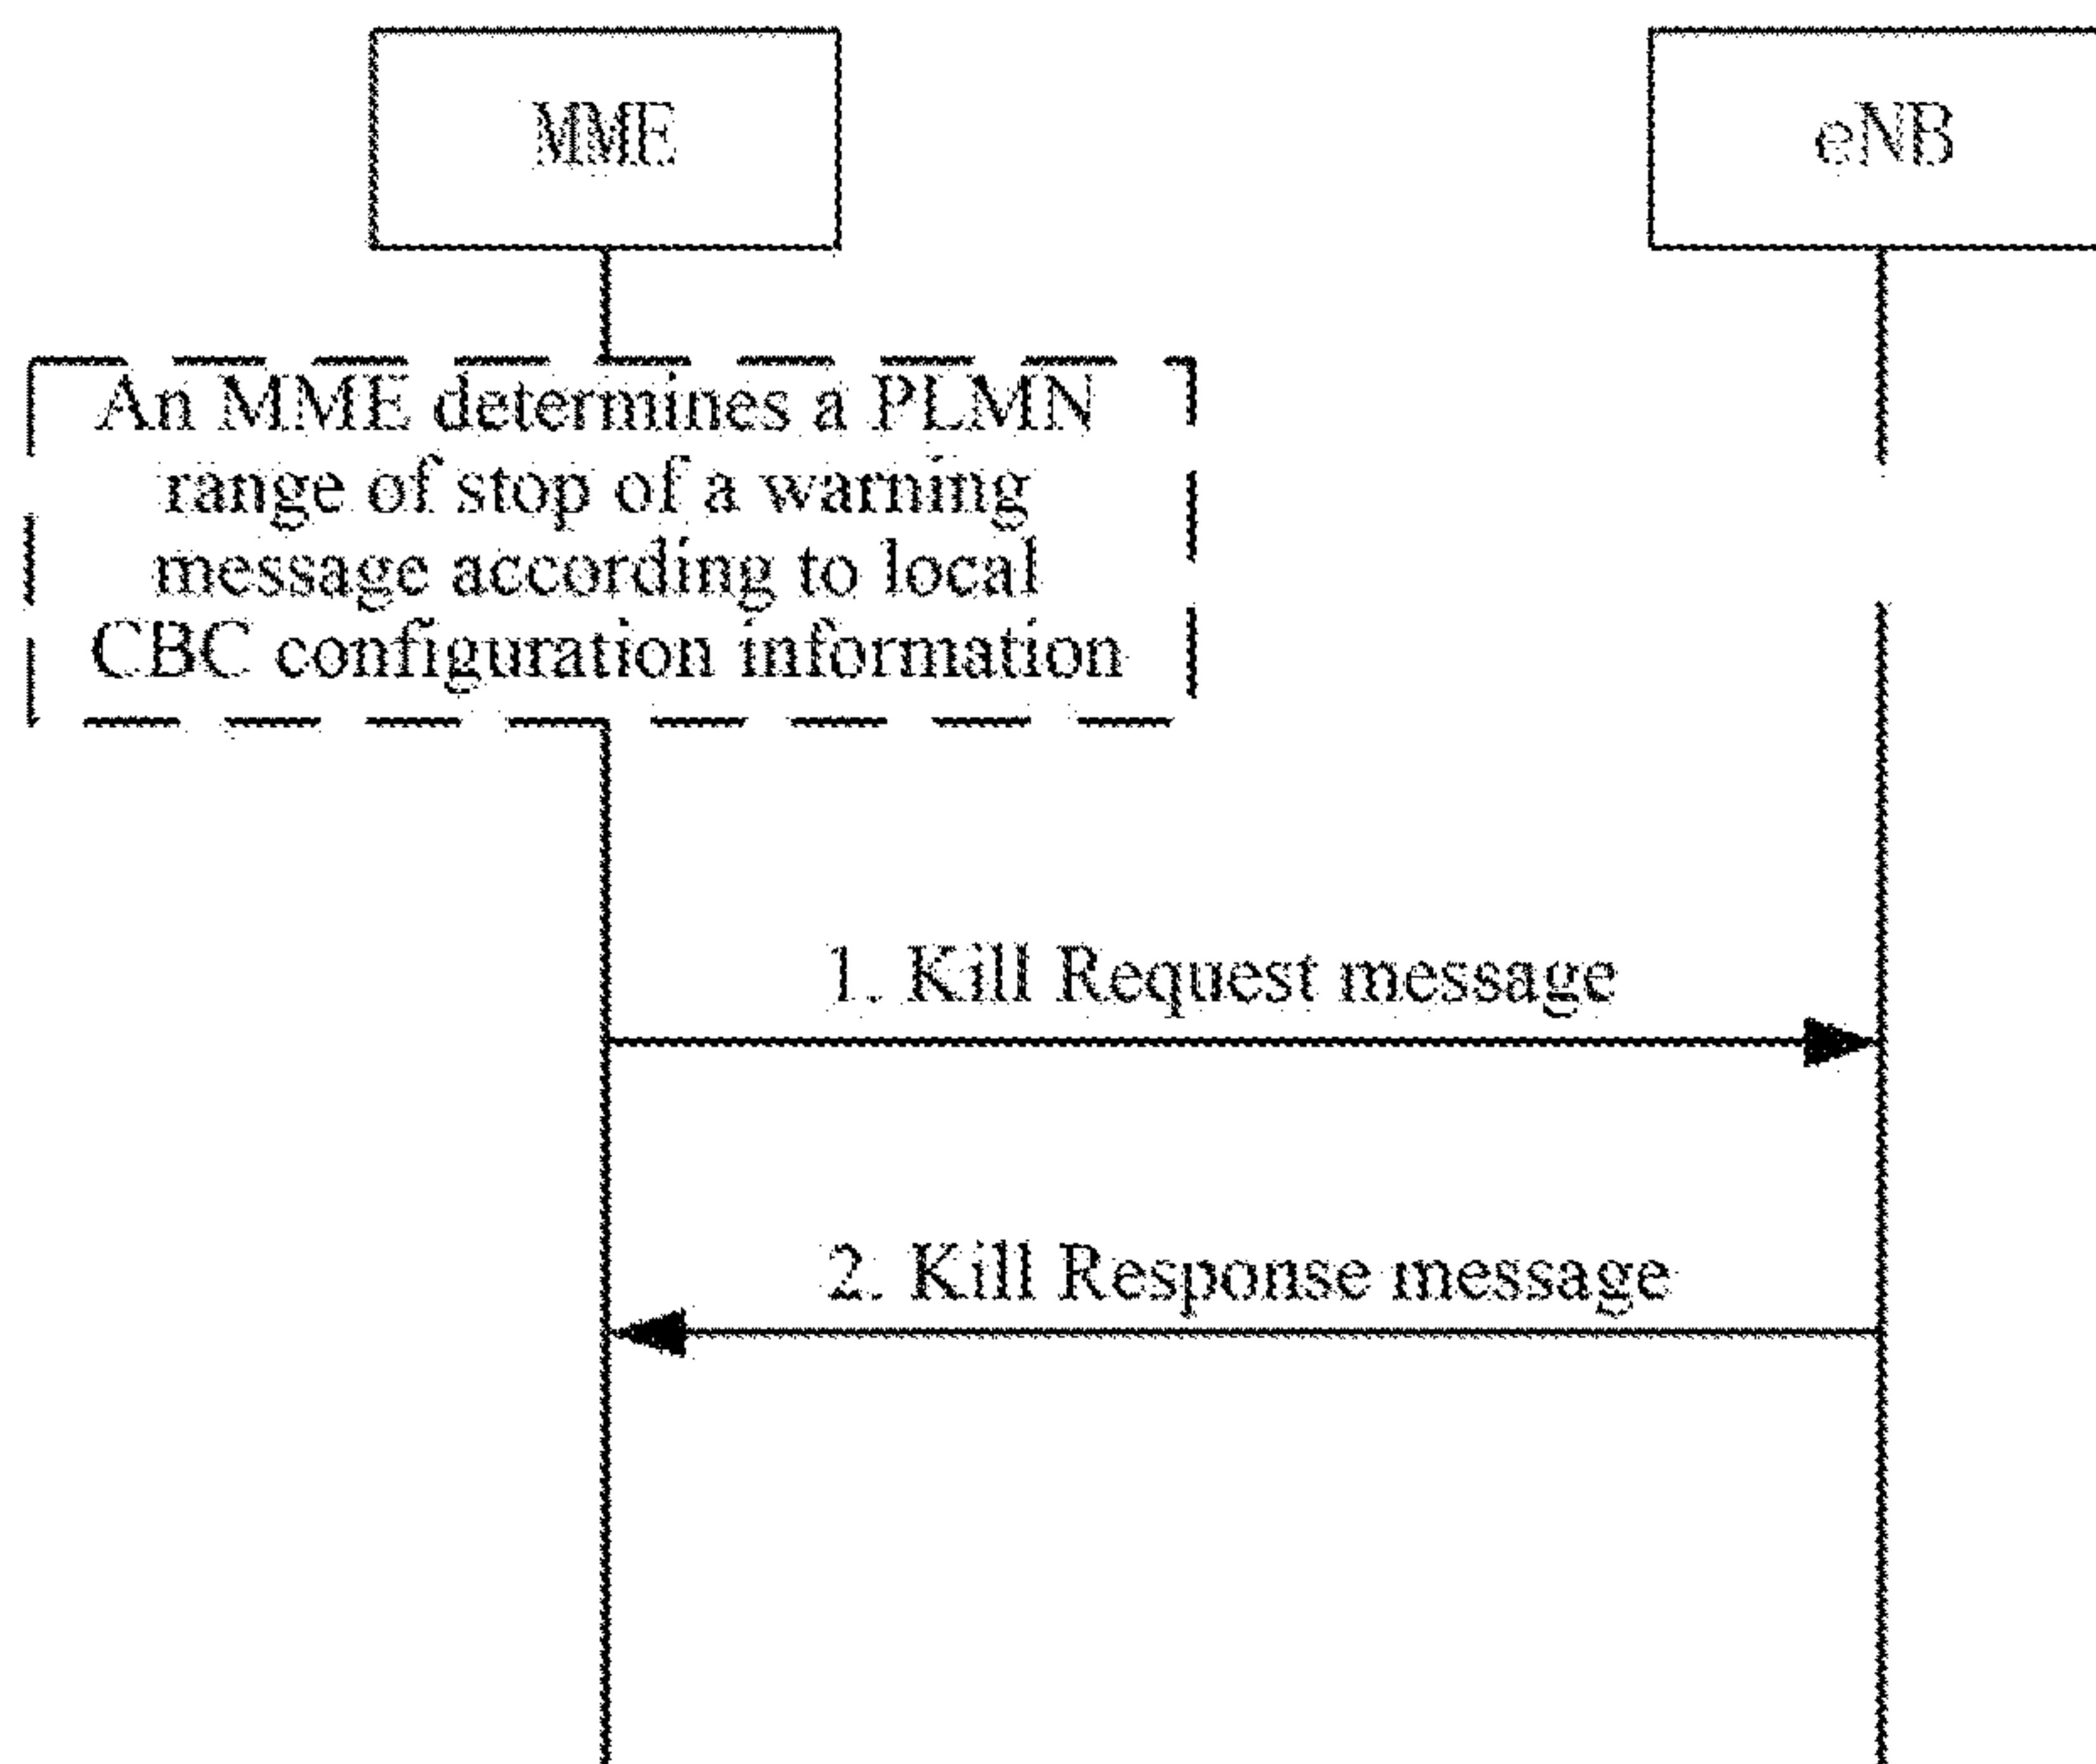 MME
eNB
An MME determines a PLMN
range of stop of a warning
message according to local
CBC configuration information
1. Kill Request message
2. Kill Response message